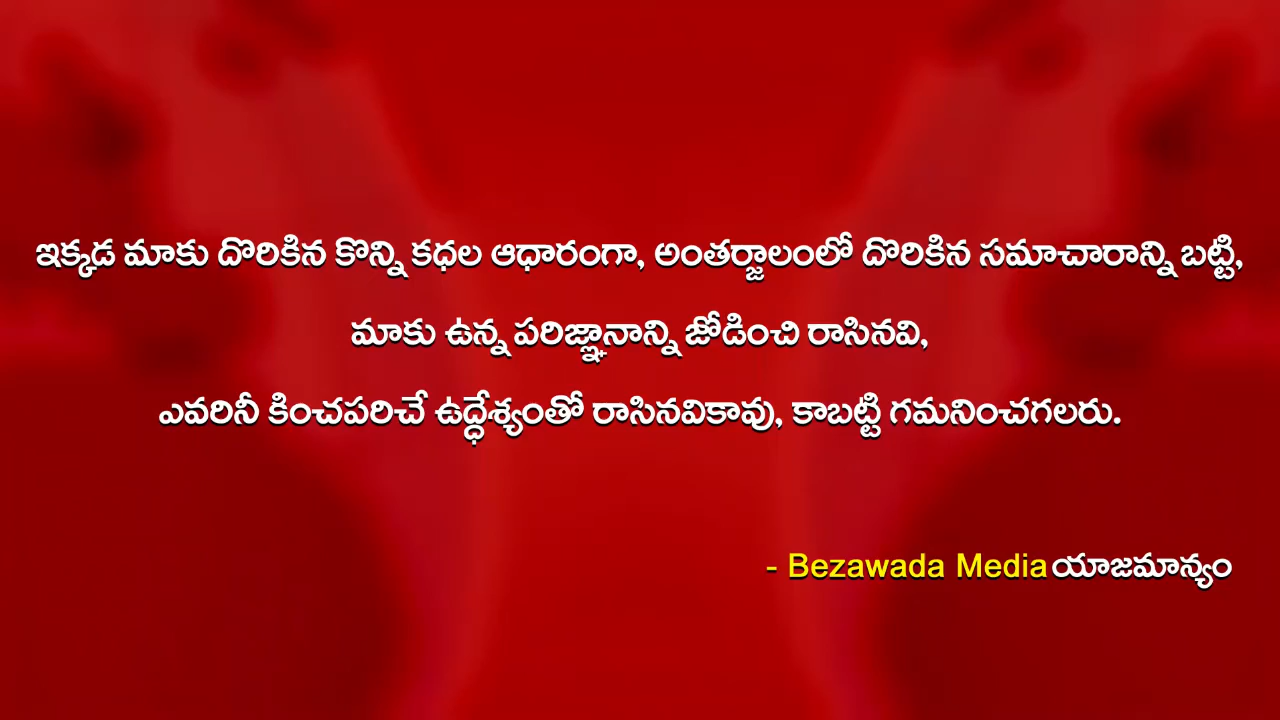 ఇక్కడ మాకు దొరికిన కొన్ని కధల ఆధారంగా, అంతర్జాలంలో దొరికిన సమాచారాన్ని బట్టి,
మాకు ఉన్న పరిజ్ఞానాన్ని జోడించి రాసినవి,
ఎవరినీ కించపరిచే ఉద్ధేశ్యంతో రాసినవికావు, కాబట్టి గమనించగలరు.
- Bezawada Media యాజమాన్యం